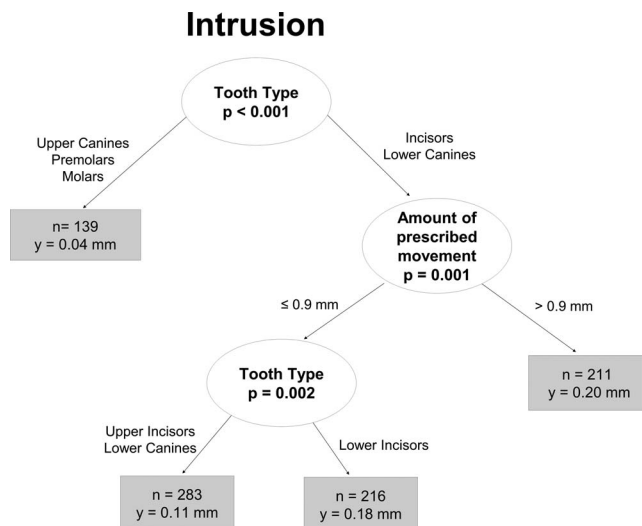 Intrusion
Tooth Type
p < 0.001
Upper Canines
Premolars
Molars
Incisors
Lower Canines
n= 139
y = 0.04 mm
Amount of
prescribed
movement
p = 0.001
≤ 0.9 mm
> 0.9 mm
Tooth Type
p = 0.002
n = 211
y = 0.20 mm
Upper Incisors
Lower Canines
Lower Incisors
n = 283
y = 0.11 mm
n = 216
y = 0.18 mm